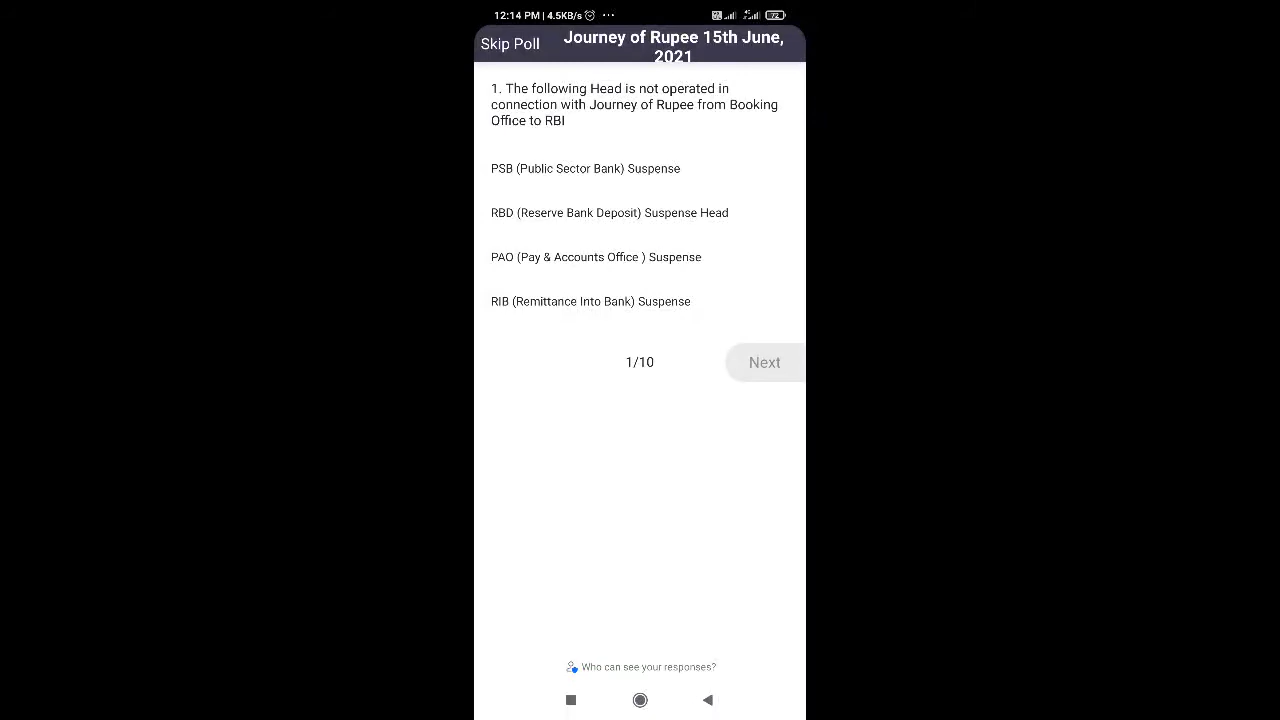 12:14 PM | 4.5KB/s ...
4G 72
Skip Poll
Journey of Rupee 15th June,
2021
1. The following Head is not operated in
connection with Journey of Rupee from Booking
Office to RBI
PSB (Public Sector Bank) Suspense
RBD (Reserve Bank Deposit) Suspense Head
PAO (Pay & Accounts Office ) Suspense
RIB (Remittance Into Bank) Suspense
1/10
Next
Who can see your responses?